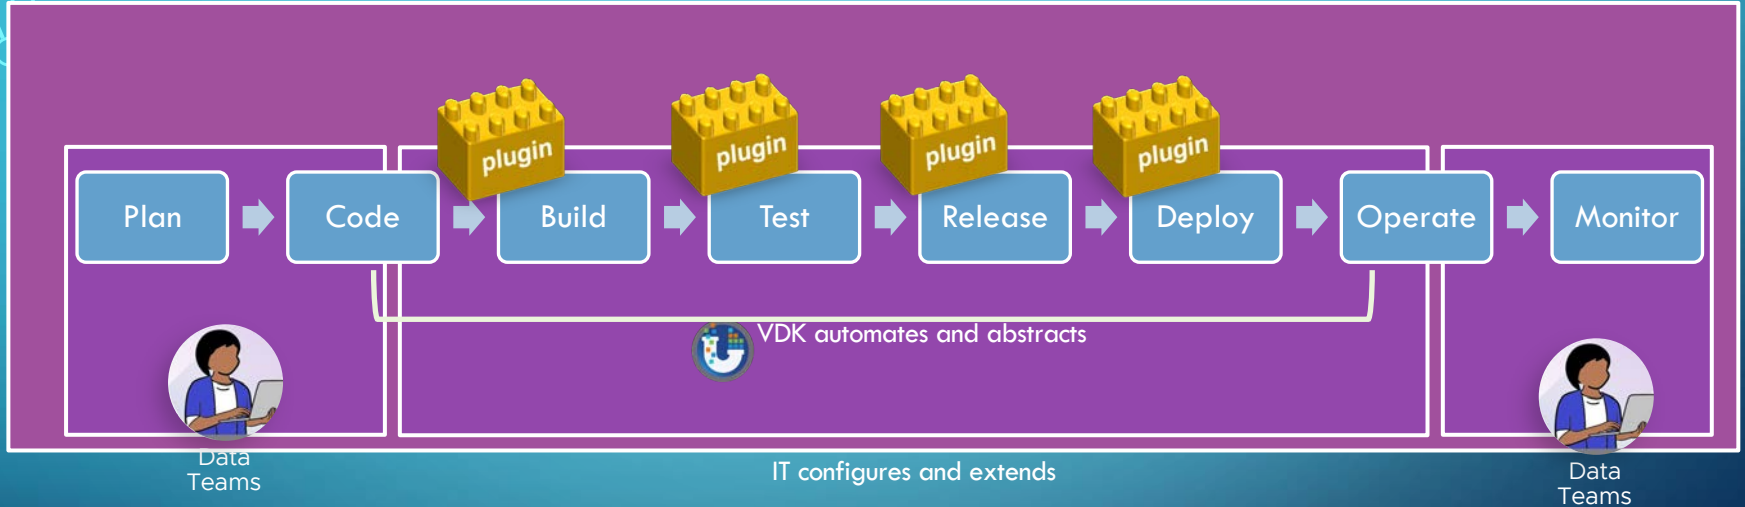 plugin
plugin
plugin
plugin
Plan
Code
Build
Test
Release
Deploy
Operate
Monitor
VDK automates and abstracts
Data
Teams
IT configures and extends
Data
Teams